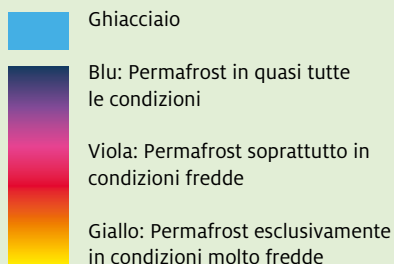 Ghiacciaio
Blu: Permafrost in quasi tutte
le condizioni
Viola: Permafrost soprattutto in
condizioni fredde
Giallo: Permafrost esclusivamente
in condizioni molto fredde